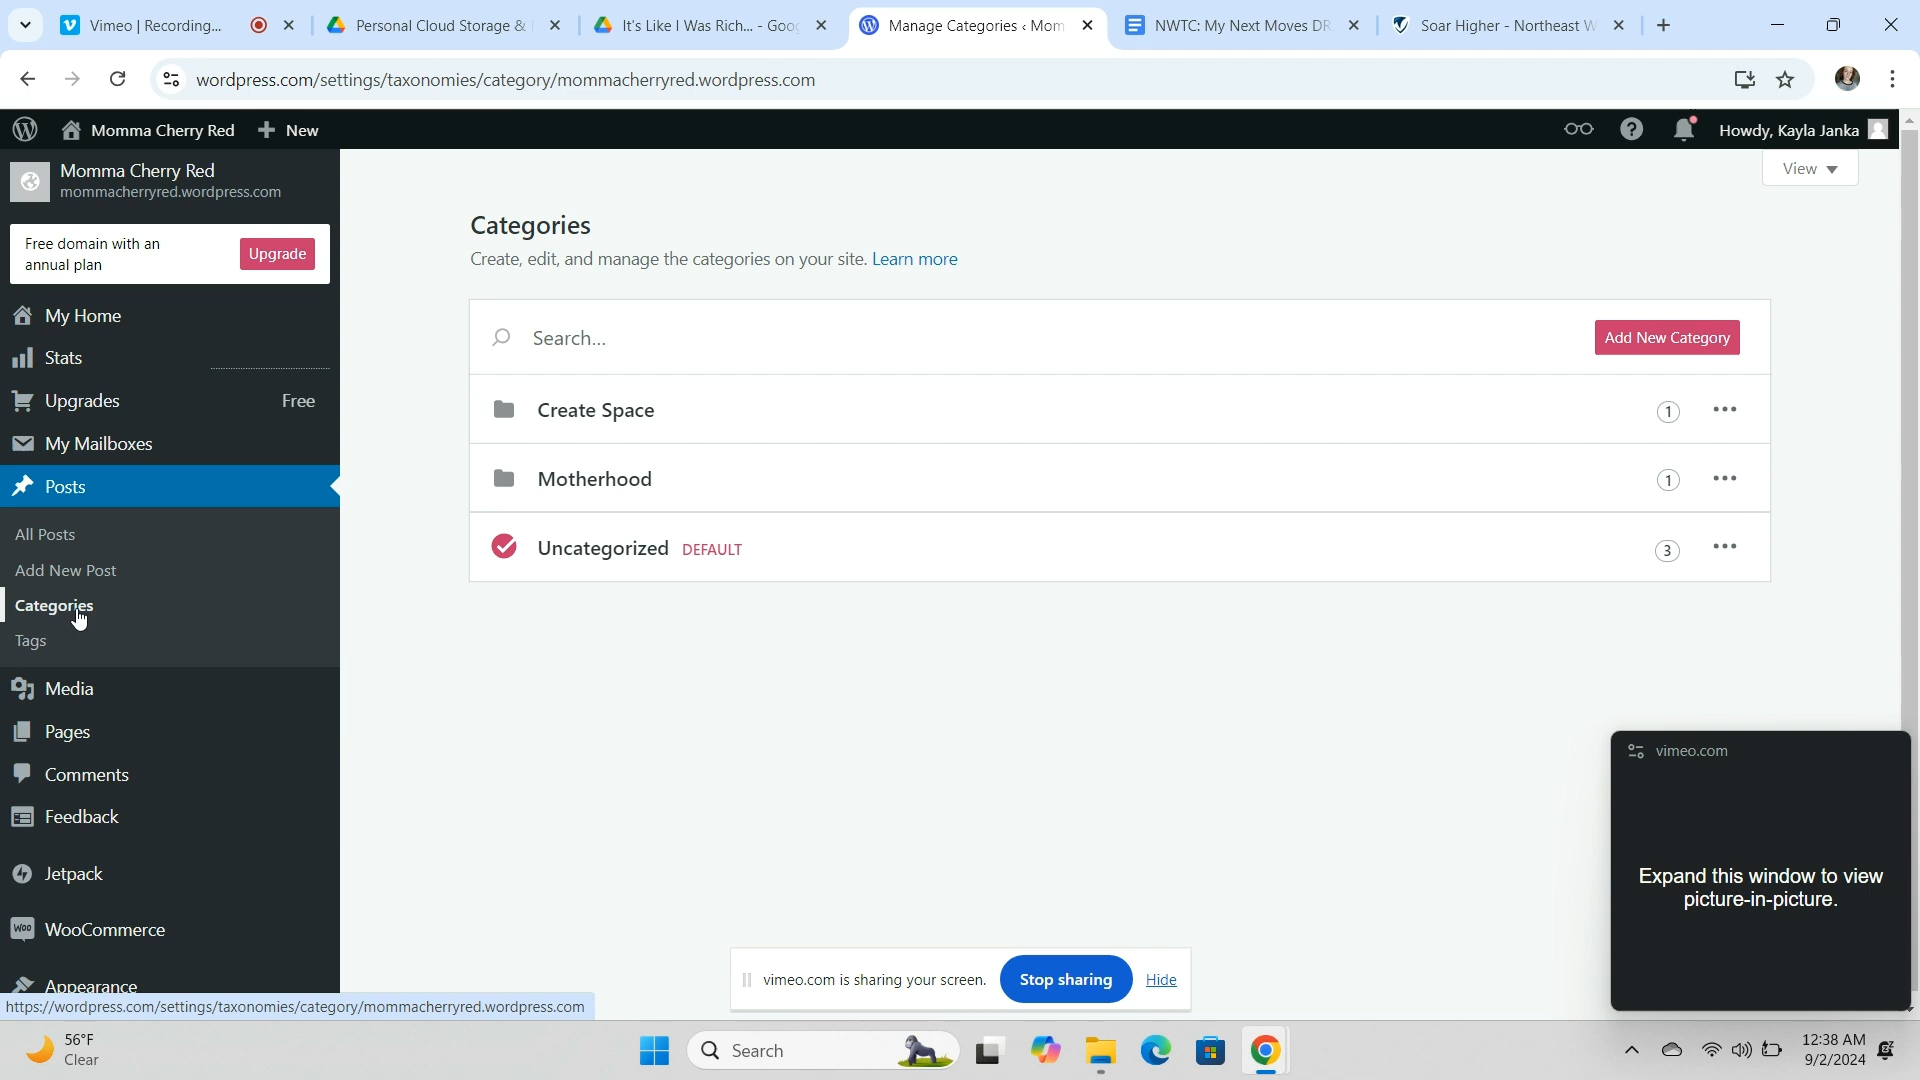 Vimeo | Recording...
Personal Cloud Storage &
It's Like I Was Rich... - Goog
Manage Categories ‹ Mom
NWTC: My Next Moves DR
Soar Higher - Northeast W
wordpress.com/settings/taxonomies/category/mommacherryred.wordpress.com
Momma Cherry Red
New
Howdy, Kayla Janka
Momma Cherry Red
mommacherryred.wordpress.com
View
Free domain with an
annual plan
Upgrade
Categories
Create, edit, and manage the categories on your site. Learn more
My Home
Stats
Upgrades
Free
My Mailboxes
Posts
All Posts
Add New Post
Categories
Tags
Media
Pages
Comments
Feedback
Jetpack
WOO WooCommerce
Appearance
Search...
Add New Category
Create Space
1
Motherhood
1
Uncategorized DEFAULT
3
vimeo.com
Expand this window to view
picture-in-picture.
vimeo.com is sharing your screen.
Stop sharing
Hide
https://wordpress.com/settings/taxonomies/category/mommacherryred.wordpress.com
56°F
Clear
Search
12:38 AM
9/2/2024